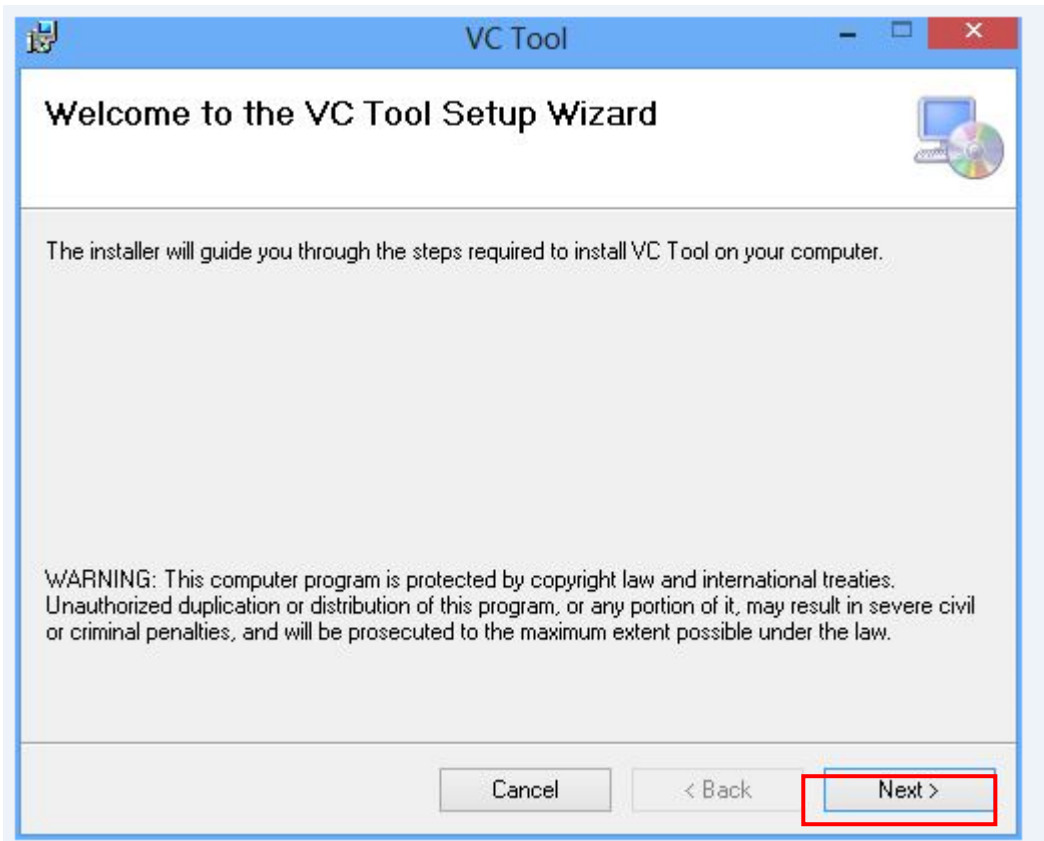 VC Tool
Welcome to the VC Tool Setup Wizard
The installer will guide you through the steps required to install VC Tool on your computer.
WARNING: This computer program is protected by copyright law and international treaties.
Unauthorized duplication or distribution of this program, or any portion of it, may result in severe civil
or criminal penalties, and will be prosecuted to the maximum extent possible under the law.
Cancel < Back Next >